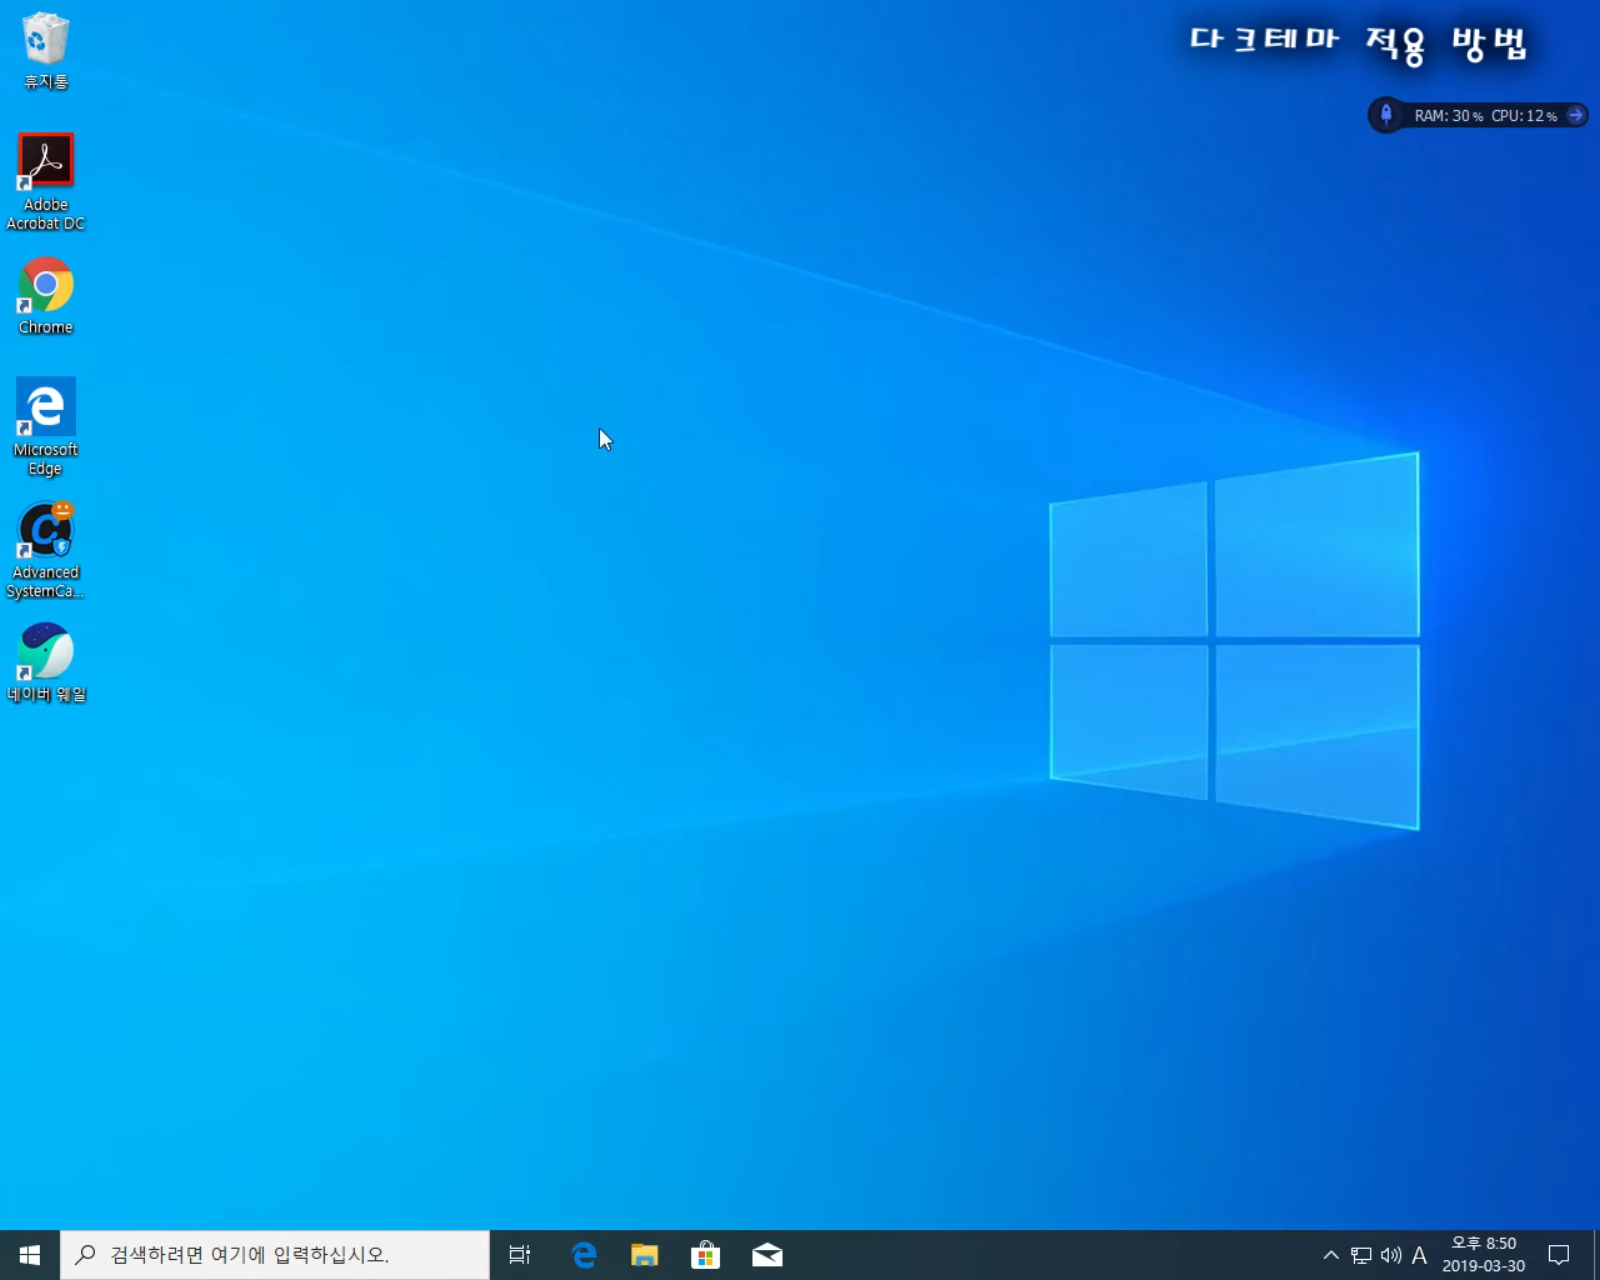 다크테마 적용 방법
RAM: 30% CPU: 12%
휴지통
Adobe
Acrobat DC
Chrome
Microsoft
Edge
Advanced
SystemCa...
네이버 웨일
검색하려면 여기에 입력하십시오.
A
오후 8:50
2019-03-30